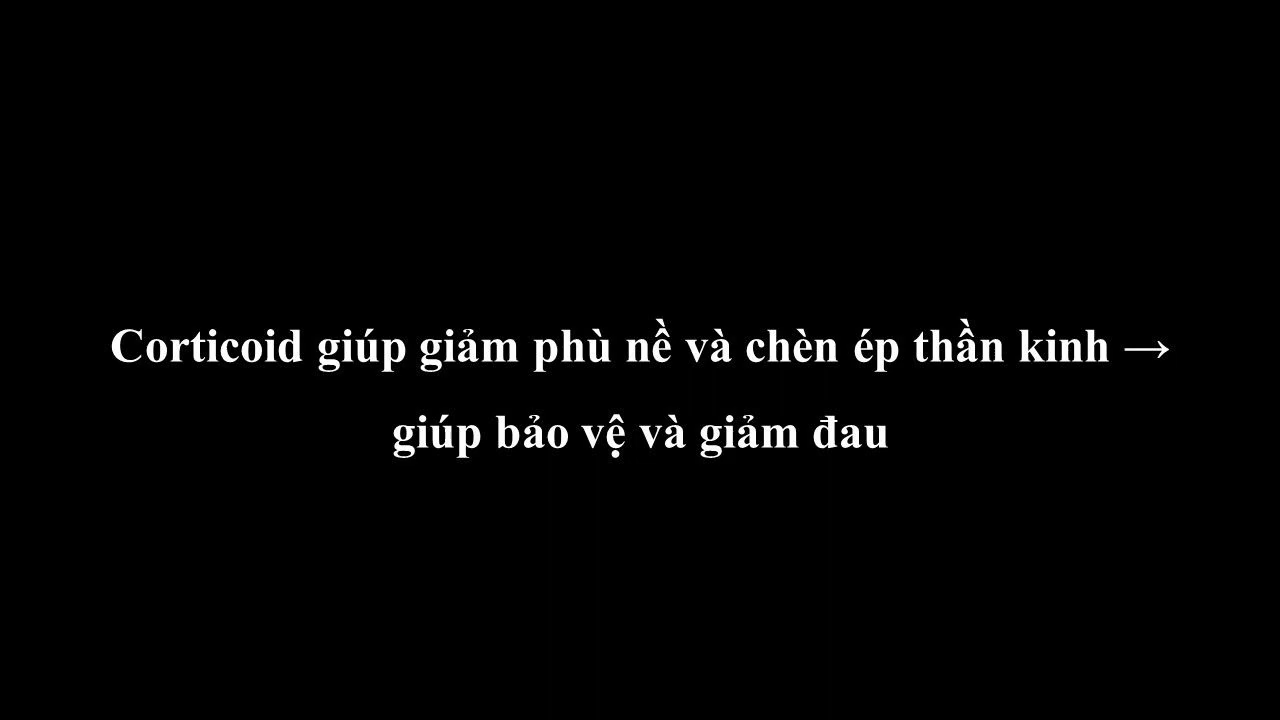 Corticoid giúp giảm phù nề và chèn ép thần kinh →
giúp bảo vệ và giảm đau